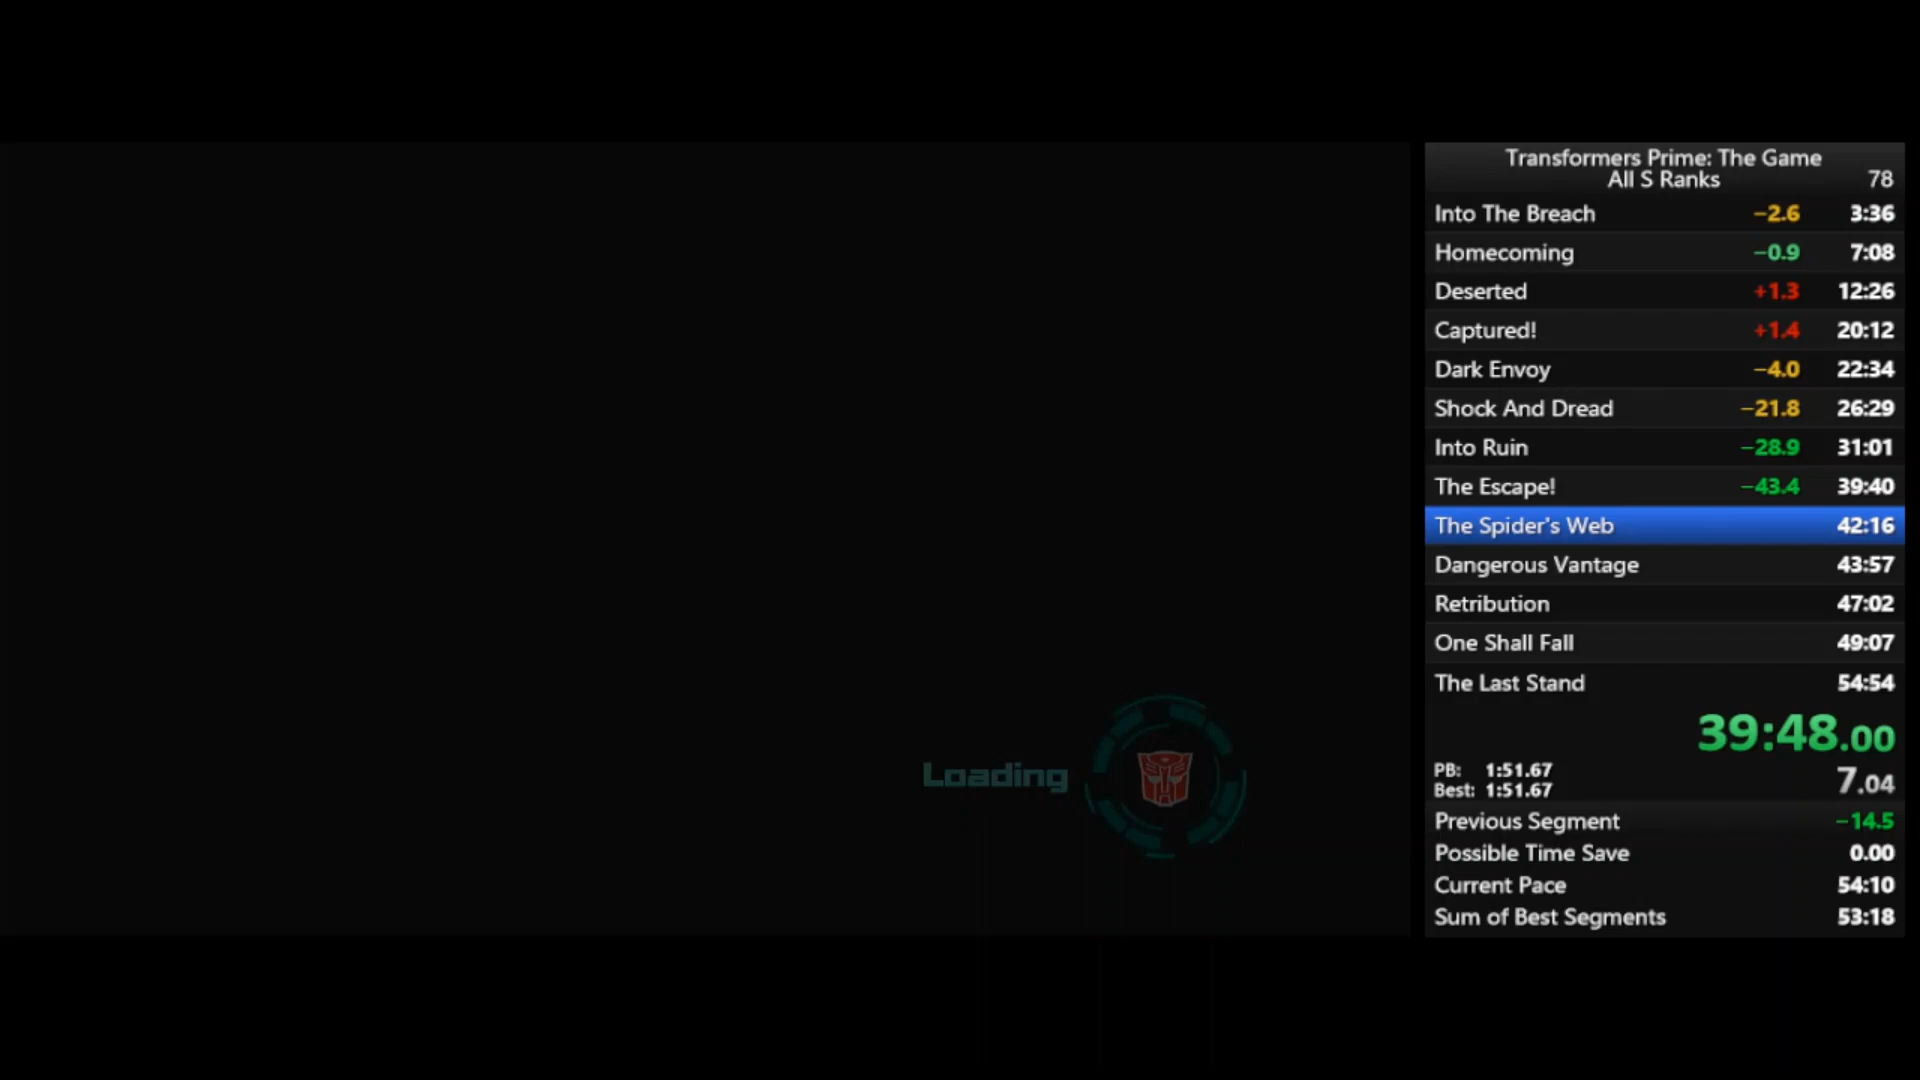 Transformers Prime: The Game
All S Ranks 78
Into The Breach −2.6 3:36
Homecoming −0.9 7:08
Deserted +1.3 12:26
Captured! +1.4 20:12
Dark Envoy −4.0 22:34
Shock And Dread −21.8 26:29
Into Ruin −28.9 31:01
The Escape! −43.4 39:40
The Spider's Web 42:16
Dangerous Vantage 43:57
Retribution 47:02
One Shall Fall 49:07
The Last Stand 54:54
39:48.00
PB: 1:51.67 7.04
Best: 1:51.67
Previous Segment −14.5
Possible Time Save 0.00
Current Pace 54:10
Sum of Best Segments 53:18
Loading